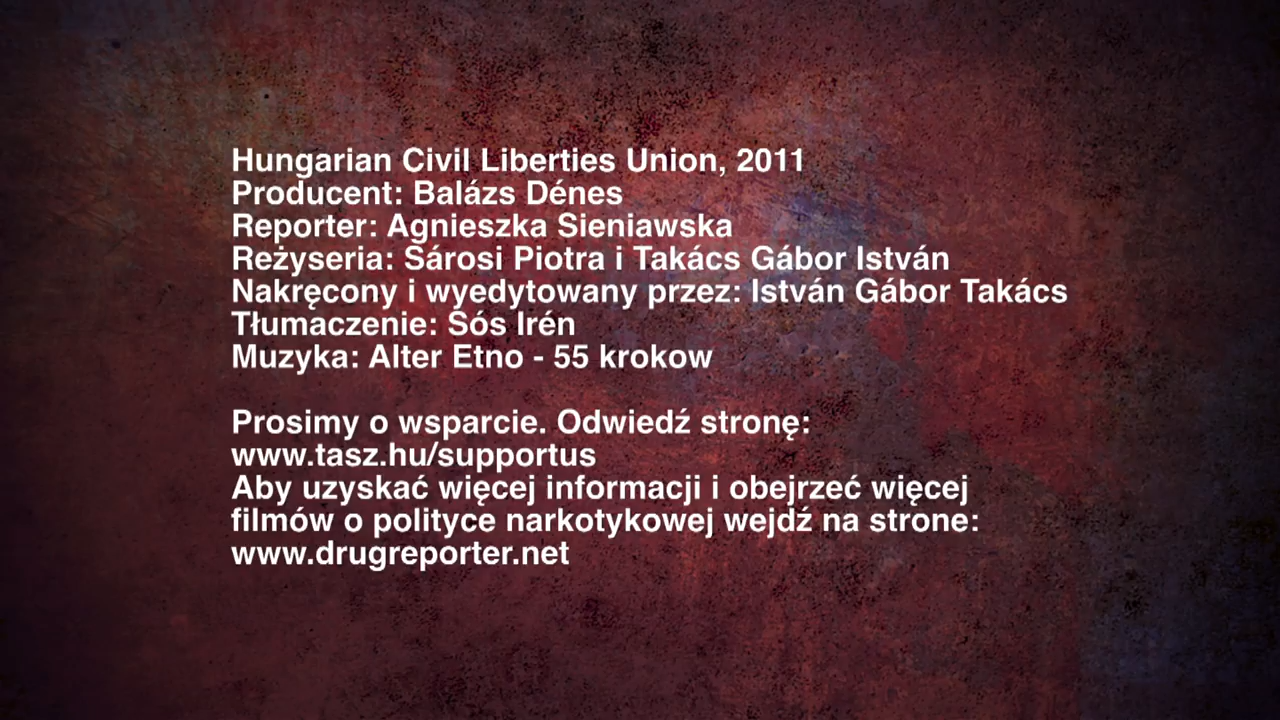 Hungarian Civil Liberties Union, 2011
Producent: Balázs Dénes
Reporter: Agnieszka Sieniawska
Reżyseria: Sárosi Piotra i Takács Gábor István
Nakręcony i wyedytowany przez: István Gábor Takács
Tłumaczenie: Sós Irén
Muzyka: Alter Etno - 55 krokow
Prosimy o wsparcie. Odwiedź stronę:
www.tasz.hu/supportus
Aby uzyskać więcej informacji i obejrzeć więcej
filmów o polityce narkotykowej wejdź na strone:
www.drugreporter.net